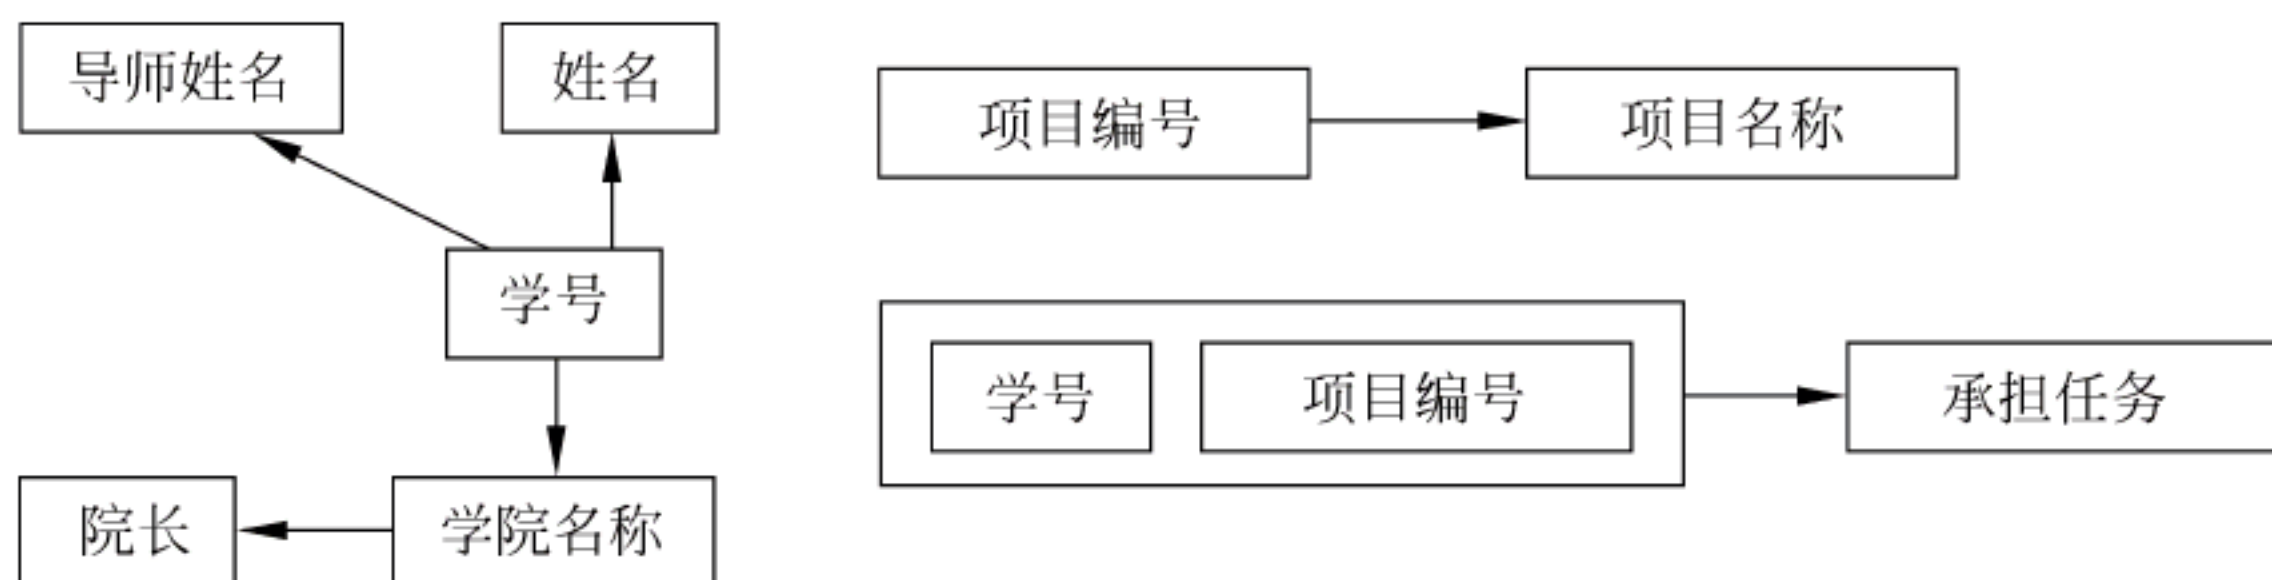 导师姓名
姓名
学号
院长
学院名称
项目编号
项目名称
学号
项目编号
承担任务